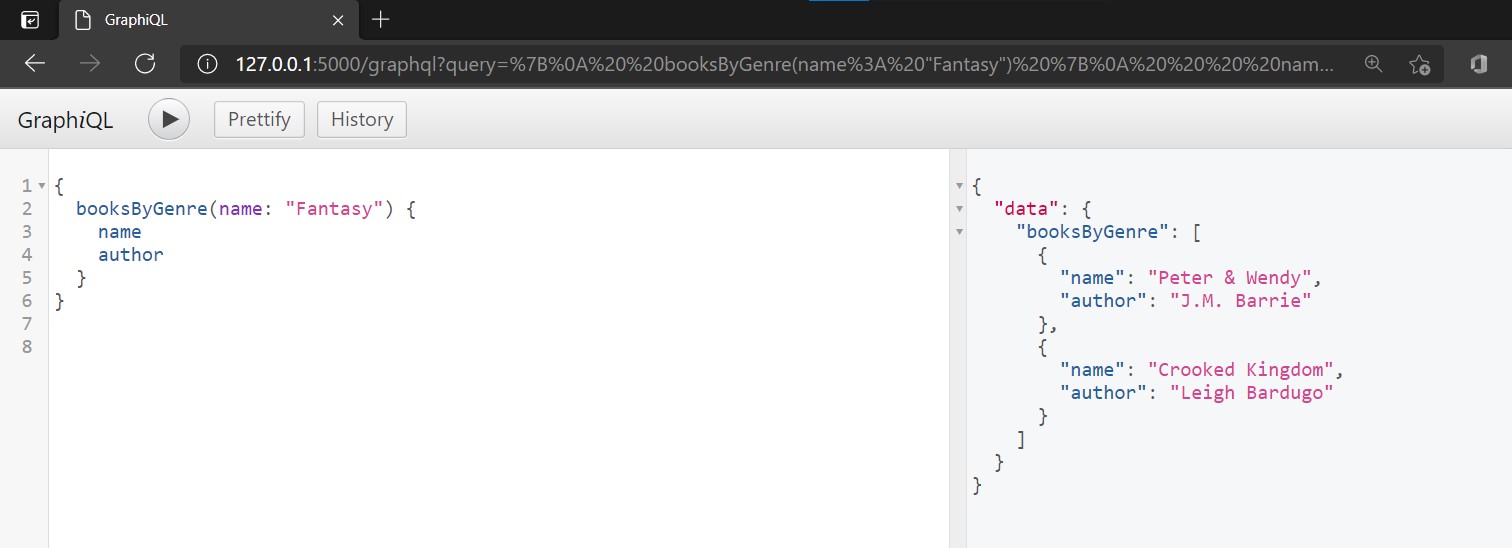 GraphiQL
127.0.0.1:5000/graphql?query=%7B%0A%20%20booksByGenre(name%3A%20"Fantasy")%20%7B%0A%20%20%20%20nam...
GraphiQL Prettify History
1 {
2 booksByGenre(name: "Fantasy") {
3 name
4 author
5 }
6 }
7
8
{
"data": {
"booksByGenre": [
{
"name": "Peter & Wendy",
"author": "J.M. Barrie"
},
{
"name": "Crooked Kingdom",
"author": "Leigh Bardugo"
}
]
}
}